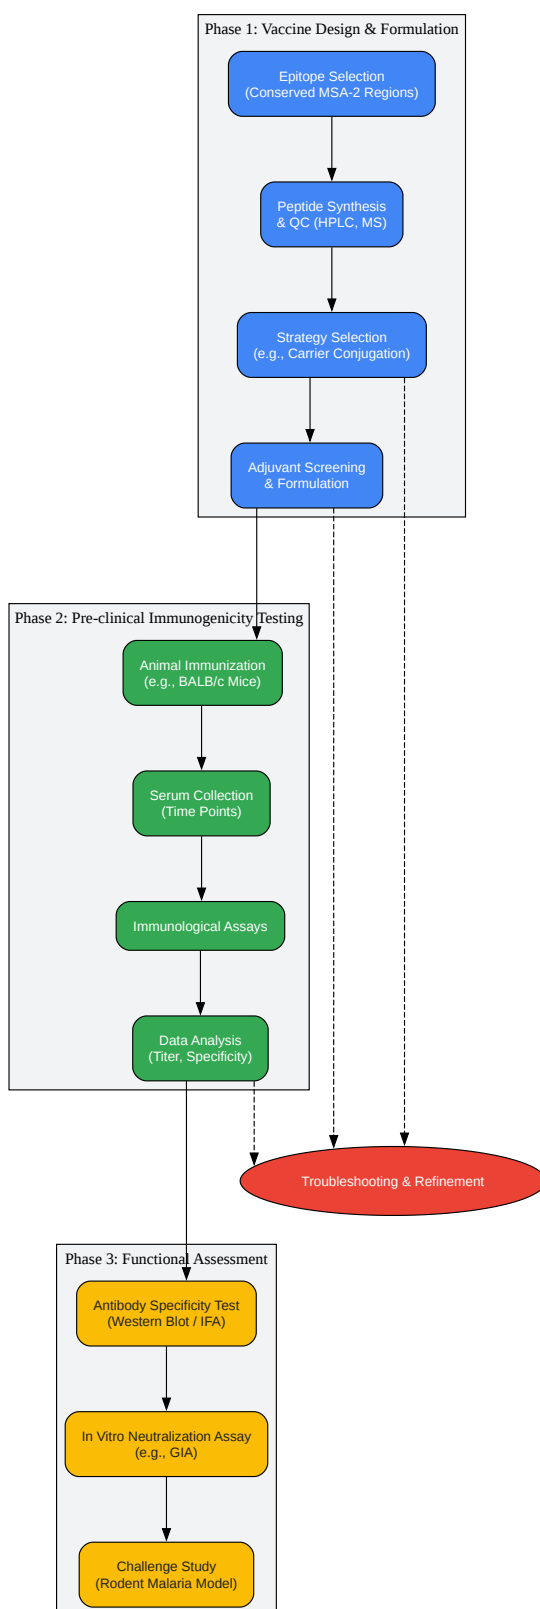 Phase 1: Vaccine Design & Formulation
Epitope Selection
(Conserved MSA-2 Regions)
Peptide Synthesis
& QC (HPLC, MS)
Strategy Selection
(e.g., Carrier Conjugation)
Adjuvant Screening
& Formulation
Phase 2: Pre-clinical Immunogenicity Testing
Animal Immunization
(e.g., BALB/c Mice)
Serum Collection
(Time Points)
Immunological Assays
Data Analysis
(Titer, Specificity)
Troubleshooting & Refinement
Phase 3: Functional Assessment
Antibody Specificity Test
(Western Blot / IFA)
In Vitro Neutralization Assay
(e.g., GIA)
Challenge Study
(Rodent Malaria Model)